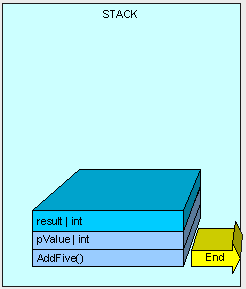 STACK
result | int
pValue | int
AddFive()
End